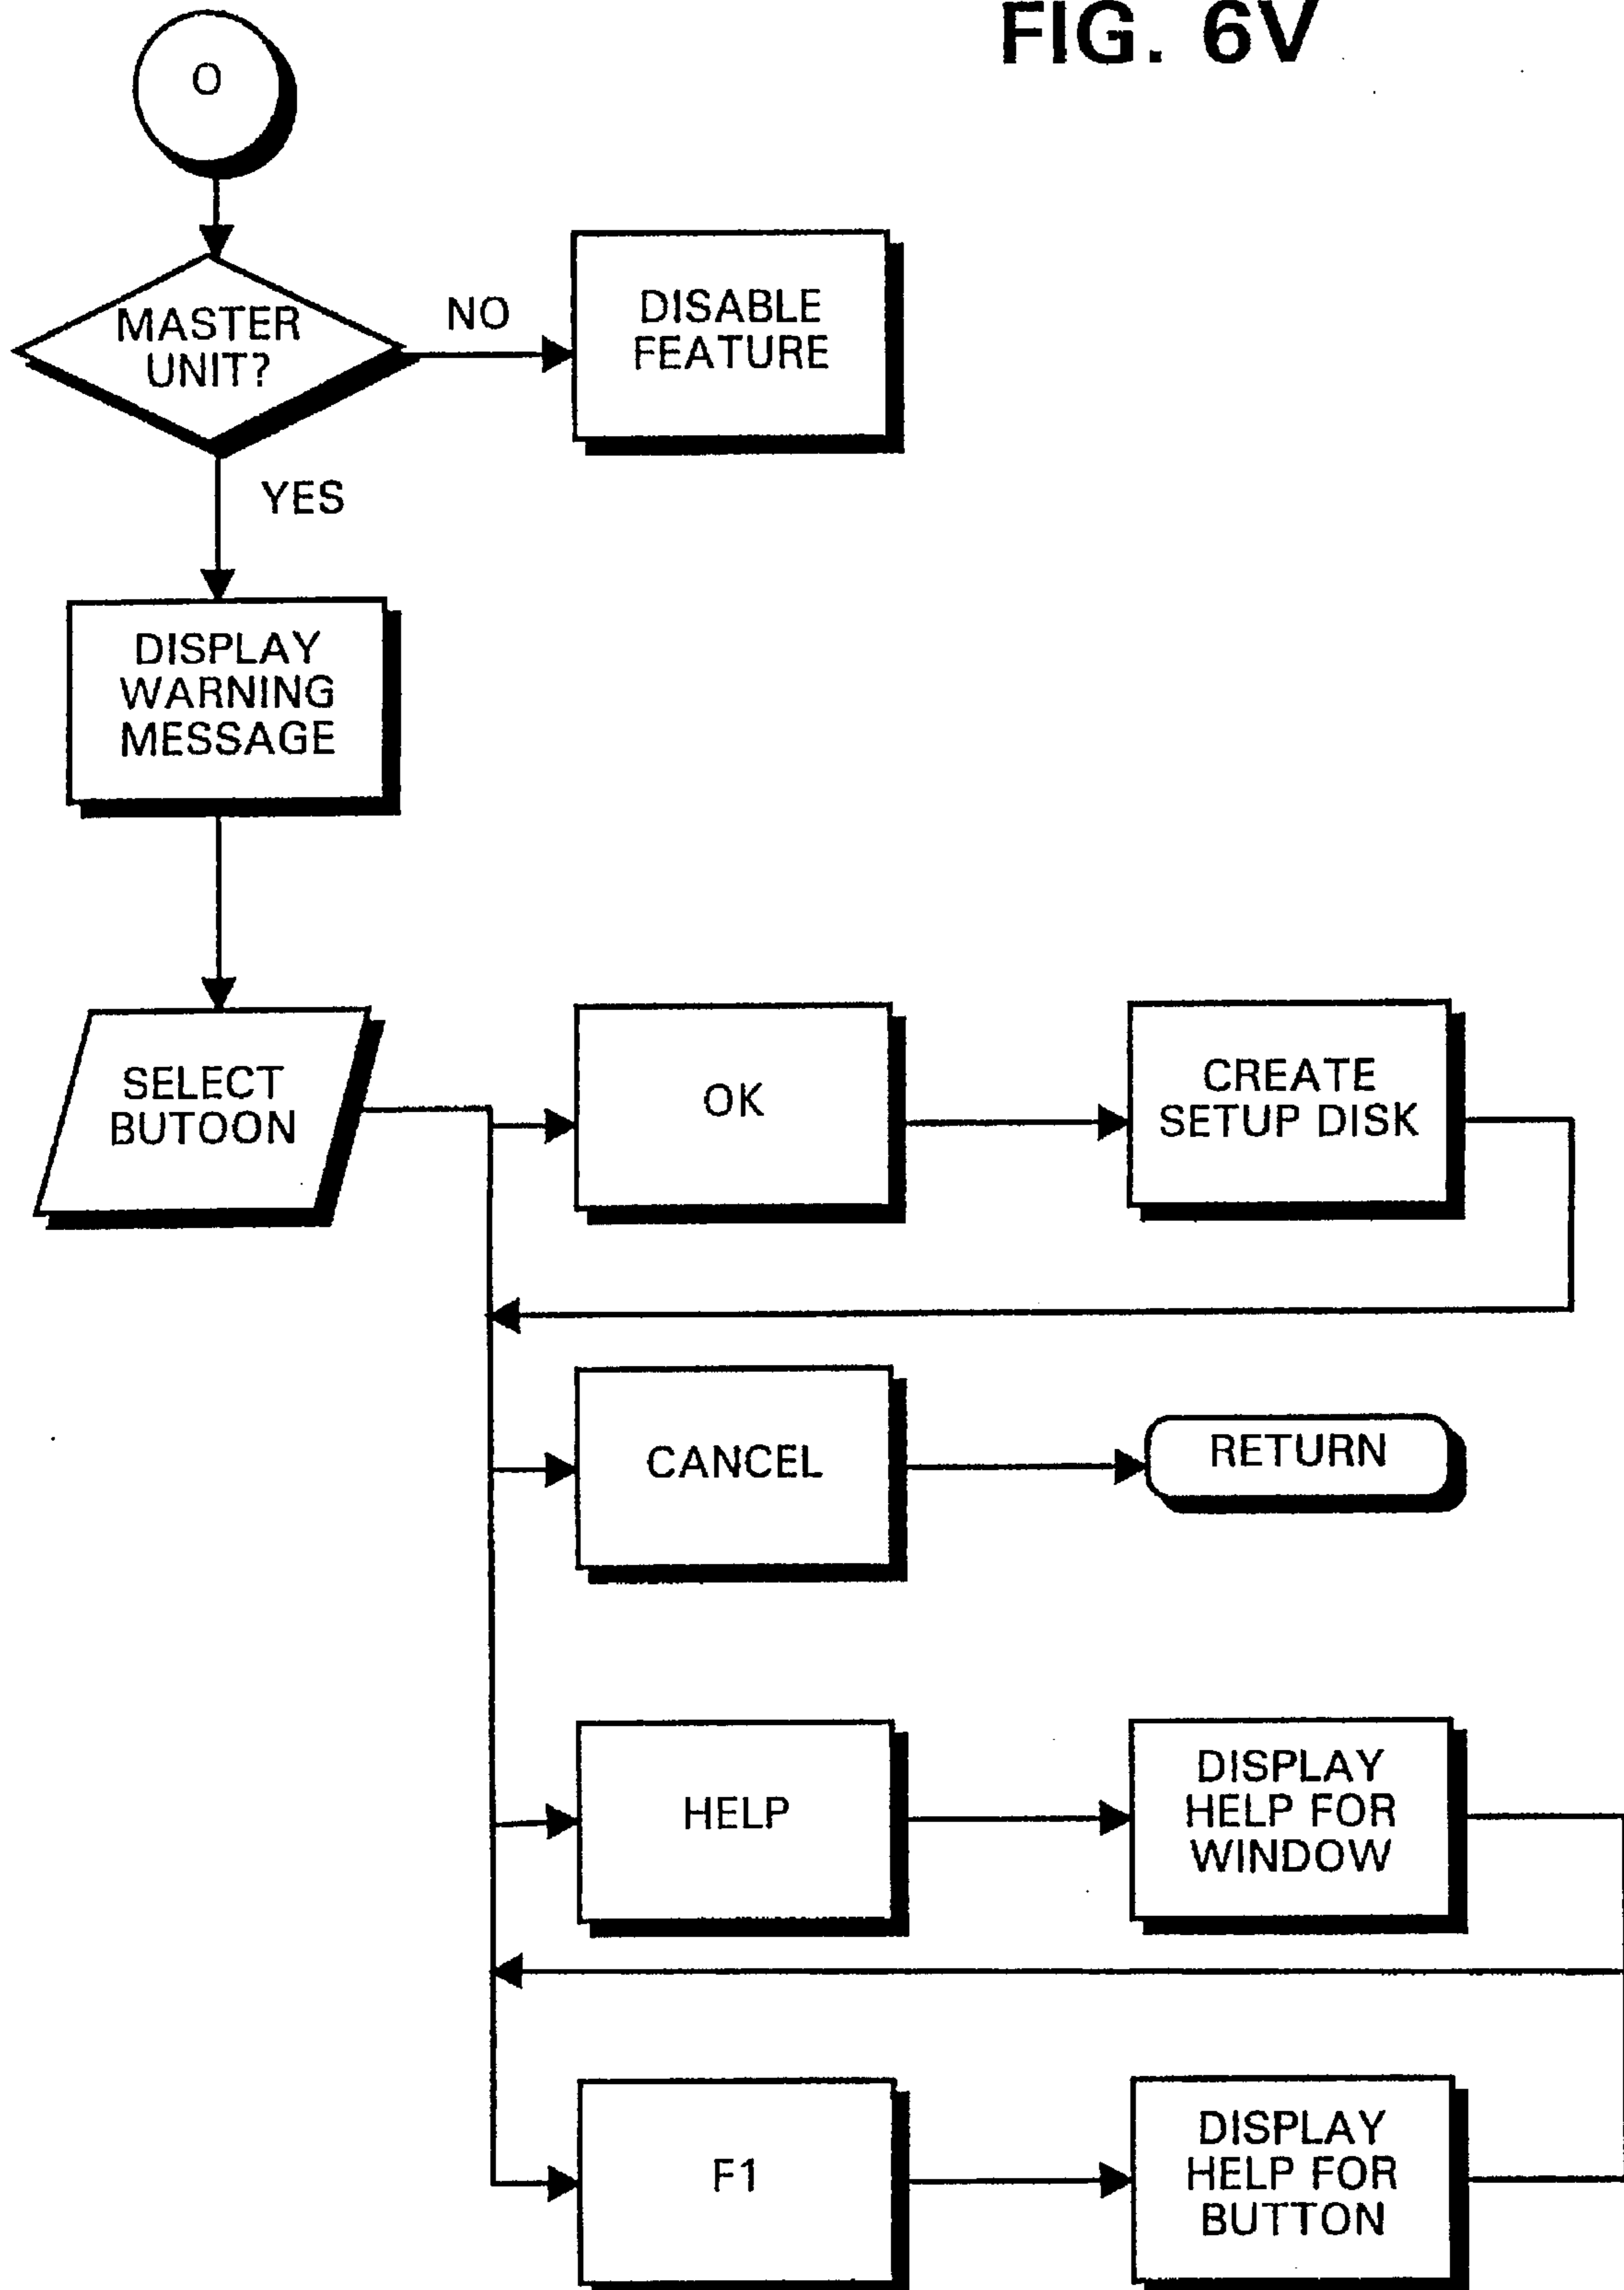 FIG. 6V
O
MASTER
UNIT?
NO
DISABLE
FEATURE
YES
DISPLAY
WARNING
MESSAGE
SELECT
BUTOON
OK
CREATE
SETUP DISK
CANCEL
RETURN
HELP
DISPLAY
HELP FOR
WINDOW
F1
DISPLAY
HELP FOR
BUTTON